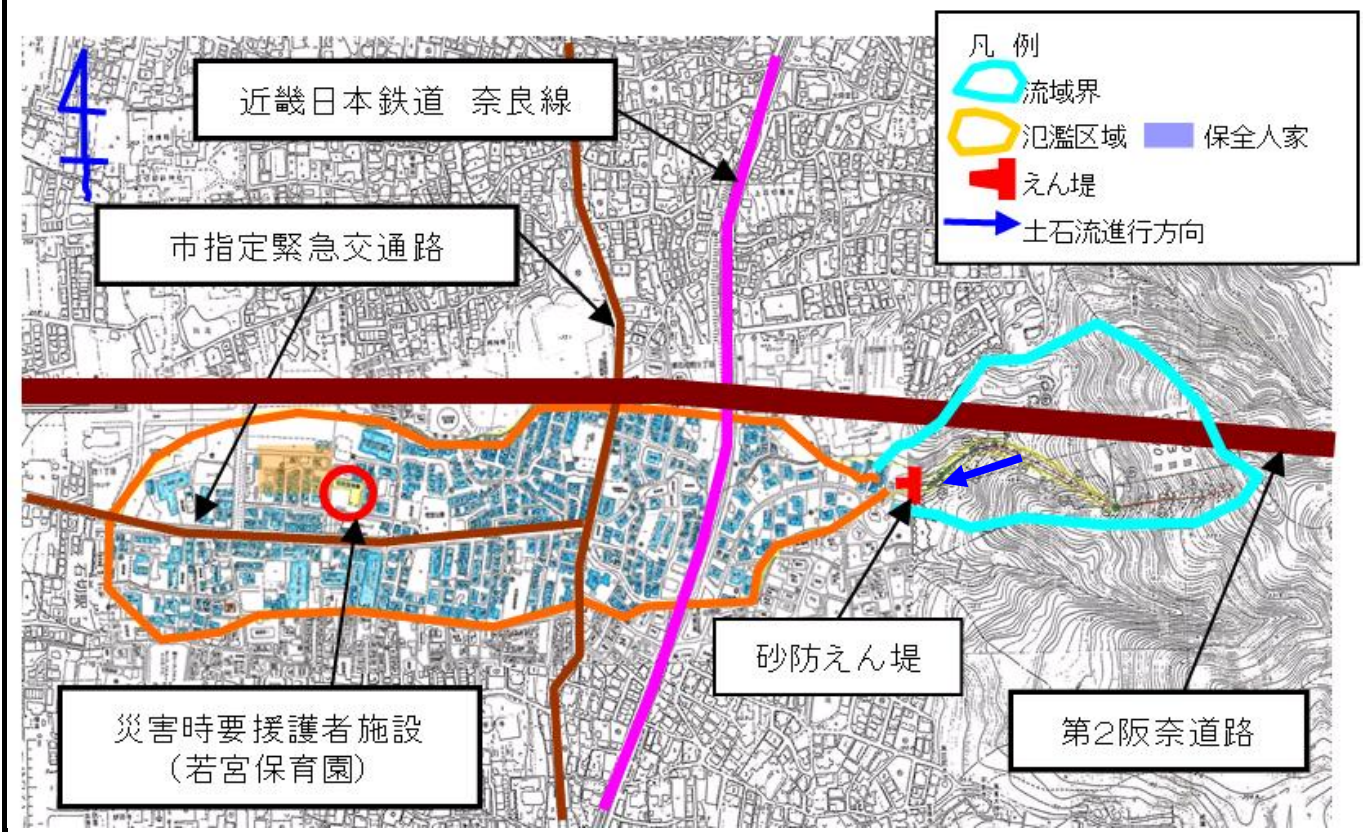 凡 例
流域界
氾濫区域
保全人家
えん堤
土石流進行方向
近畿日本鉄道 奈良線
市指定緊急交通路
砂防えん堤
災害時要援護者施設
(若宮保育園)
第2阪奈道路